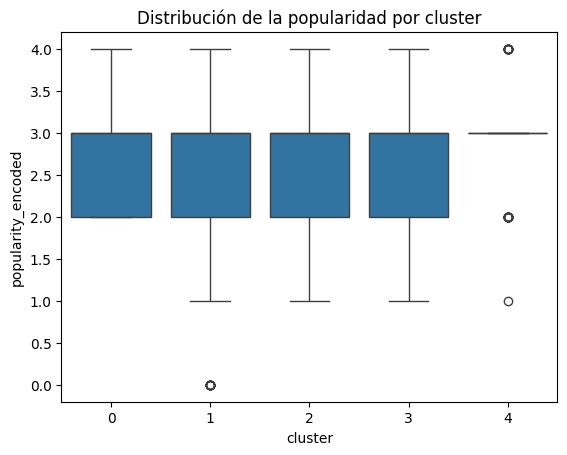 Distribución de la popularidad por cluster
popularity_encoded
4.0
3.5
3.0
2.5
2.0
1.5
1.0
0.5
0.0
0 1 2 3 4
cluster